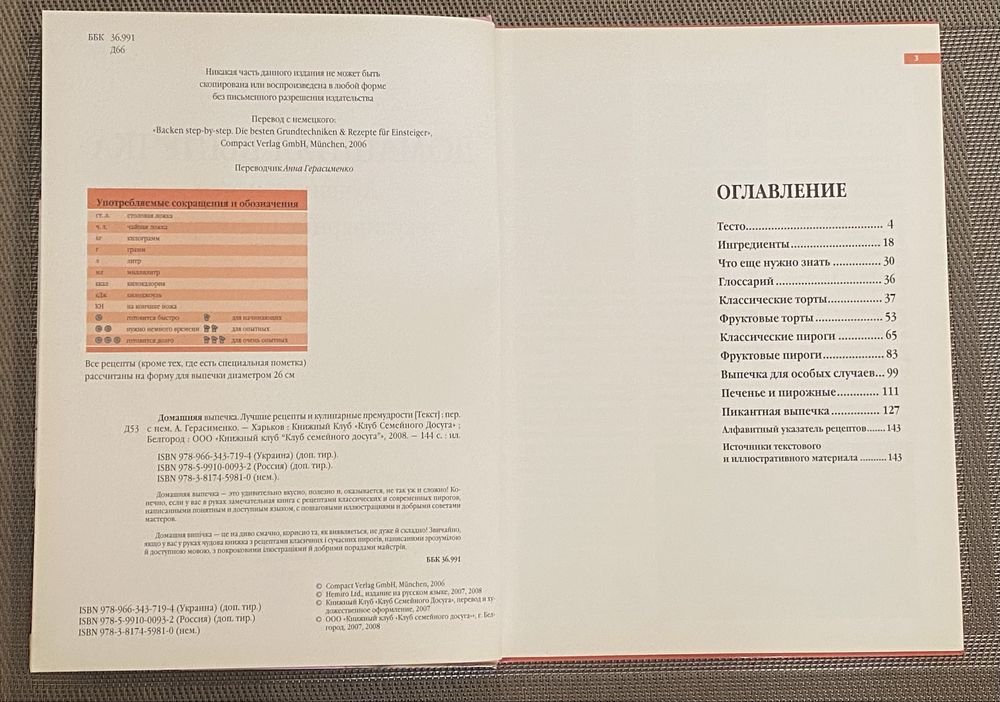 ББК 36.991
Д66
Никакая часть данного издания не может быть
скопирована или воспроизведена в любой форме
без письменного разрешения издательства
Перевод с немецкого:
«Backen step-by-step. Die besten Grundtechniken & Rezepte für Einsteiger»,
Compact Verlag GmbH, München, 2006
Переводчик Анна Герасименко
Употребляемые сокращения и обозначения
ст. л. столовая ложка
ч. л. чайная ложка
кг килограмм
г грамм
л литр
мл миллилитр
ккал килокалория
кДж килоджоуль
КН на кончике ножа
готовится быстро для начинающих
нужно немного времени для опытных
готовится долго для очень опытных
Все рецепты (кроме тех, где есть специальная пометка)
рассчитаны на форму для выпечки диаметром 26 см
Домашняя выпечка. Лучшие рецепты и кулинарные премудрости [Текст] : пер.
Д53 с нем. А. Герасименко. — Харьков : Книжный Клуб «Клуб Семейного Досуга» ;
Белгород : ООО «Книжный клуб "Клуб семейного досуга"», 2008. — 144 с. : ил.
ISBN 978-966-343-719-4 (Украина) (доп. тир.).
ISBN 978-5-9910-0093-2 (Россия) (доп. тир.).
ISBN 978-3-8174-5981-0 (нем.).
Домашняя выпечка — это удивительно вкусно, полезно и, оказывается, не так уж и сложно! Ко-
нечно, если у вас в руках замечательная книга с рецептами классических и современных пирогов,
написанными понятным и доступным языком, с пошаговыми иллюстрациями и добрыми советами
мастеров.
Домашня випічка — це на диво смачно, корисно та, як виявляється, не дуже й складно! Звичайно,
якщо у вас у руках чудова книжка з рецептами класичних і сучасних пирогів, написаними зрозумілою
й доступною мовою, з покроковими ілюстраціями й добрими порадами майстрів.
ББК 36.991
© Compact Verlag GmbH, München, 2006
© Hemiro Ltd, издание на русском языке, 2007, 2008
© Книжный Клуб «Клуб Семейного Досуга», перевод и ху-
дожественное оформление, 2007
© ООО «Книжный клуб «Клуб семейного досуга»», г. Бел-
город, 2007, 2008
ISBN 978-966-343-719-4 (Украина) (доп. тир.)
ISBN 978-5-9910-0093-2 (Россия) (доп. тир.)
ISBN 978-3-8174-5981-0 (нем.)
3
ОГЛАВЛЕНИЕ
Тесто........................................ 4
Ингредиенты........................ 18
Что еще нужно знать ............. 30
Глоссарий............................. 36
Классические торты.............. 37
Фруктовые торты.................. 53
Классические пироги ............ 65
Фруктовые пироги................ 83
Выпечка для особых случаев... 99
Печенье и пирожные........... 111
Пикантная выпечка............. 127
Алфавитный указатель рецептов.......143
Источники текстового
и иллюстративного материала ..........143